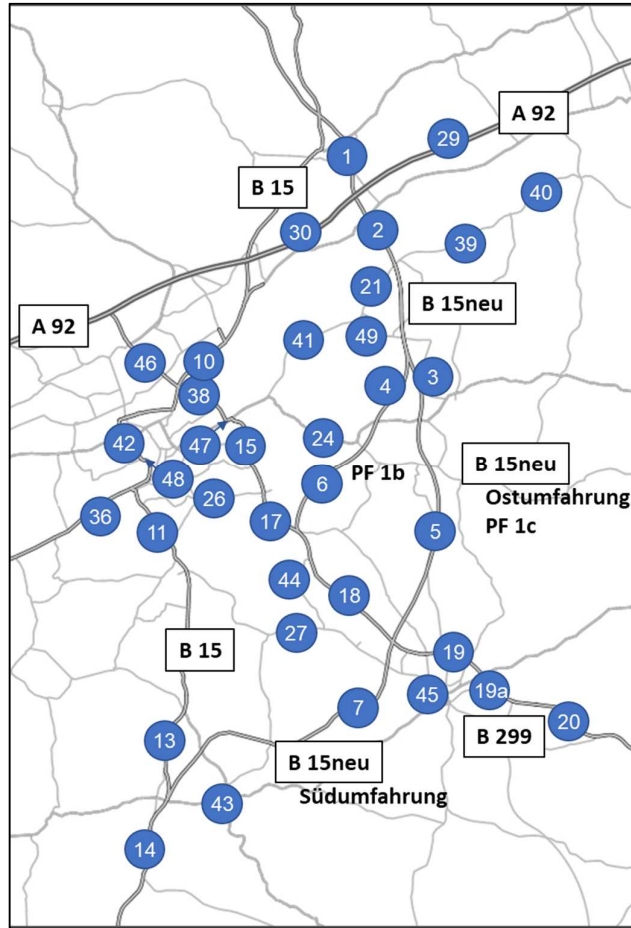 A 92
29
1
B 15
40
30
2
39
21
B 15neu
A 92
49
41
46
10
3
4
38
24
42
47
15
PF 1b
B 15neu
Ostumfahrung
PF 1c
48
6
26
36
17
11
5
44
18
27
B 15
19
45
19a
7
20
13
B 299
B 15neu
Südumfahrung
43
14